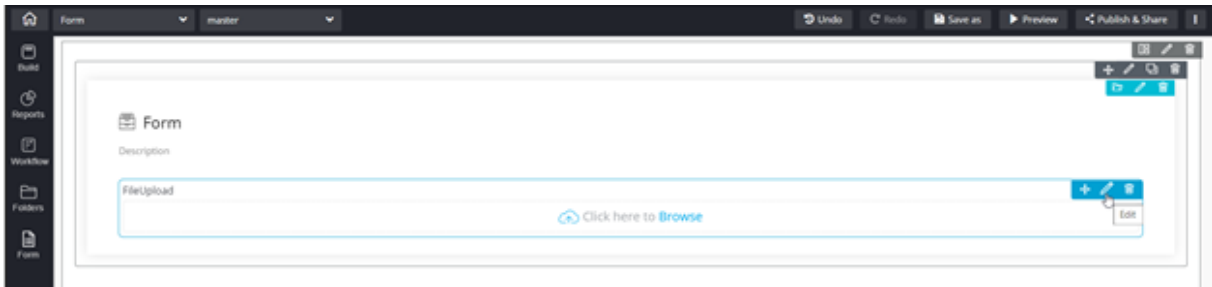 Form
master
Undo
Redo
Save as
Preview
Publish & Share
Build
Reports
Workflow
Folders
Form
Form
Description
FileUpload
Click here to Browse
Edit